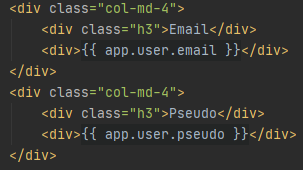 <div class="col-md-4">
    <div class="h3">Email</div>
    <div>{{ app.user.email }}</div>
</div>
<div class="col-md-4">
    <div class="h3">Pseudo</div>
    <div>{{ app.user.pseudo }}</div>
</div>